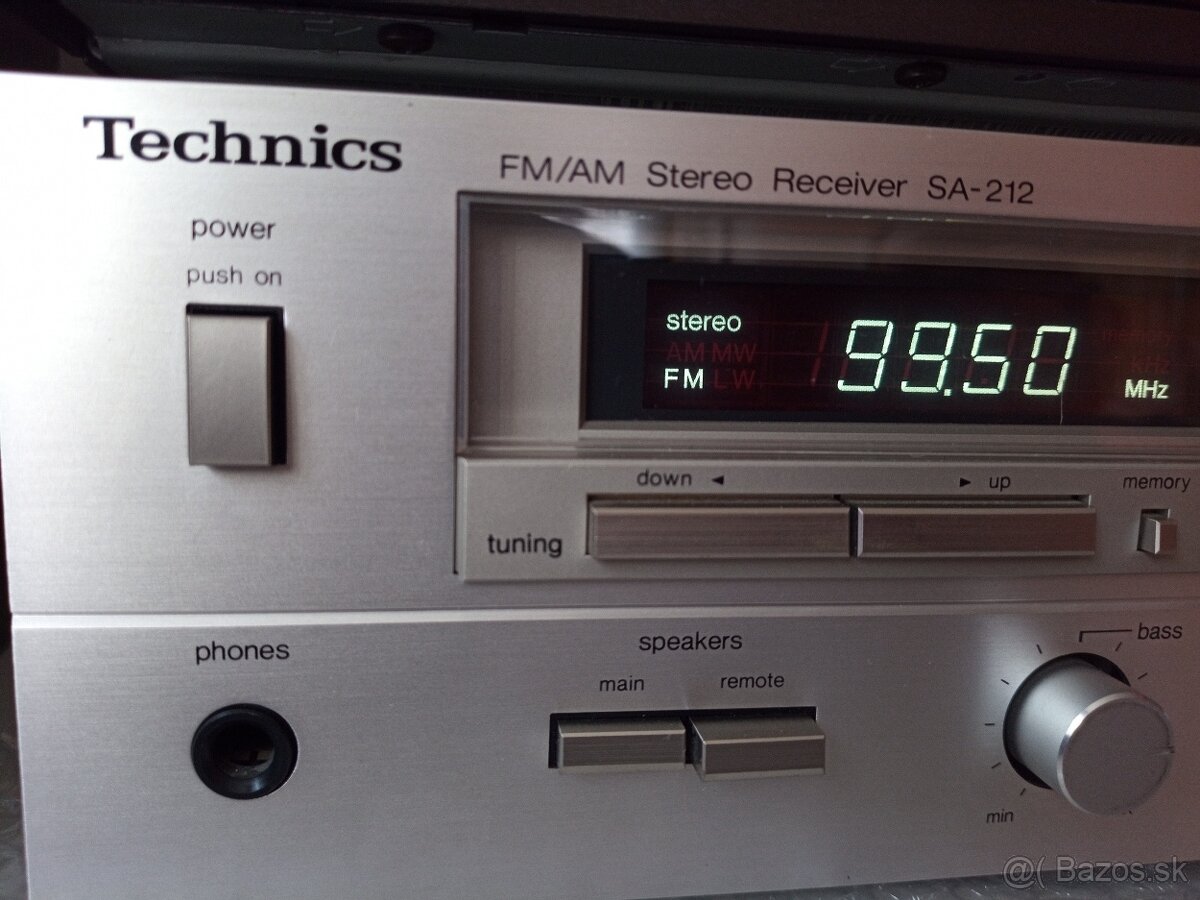 Technics
FM/AM Stereo Receiver SA-212
power
push on
stereo
AM MW
FM LW
99.50
KHz
MHz
down ◄
► up
memory
tuning
phones
speakers
main
remote
bass
min
@( Bazos.sk